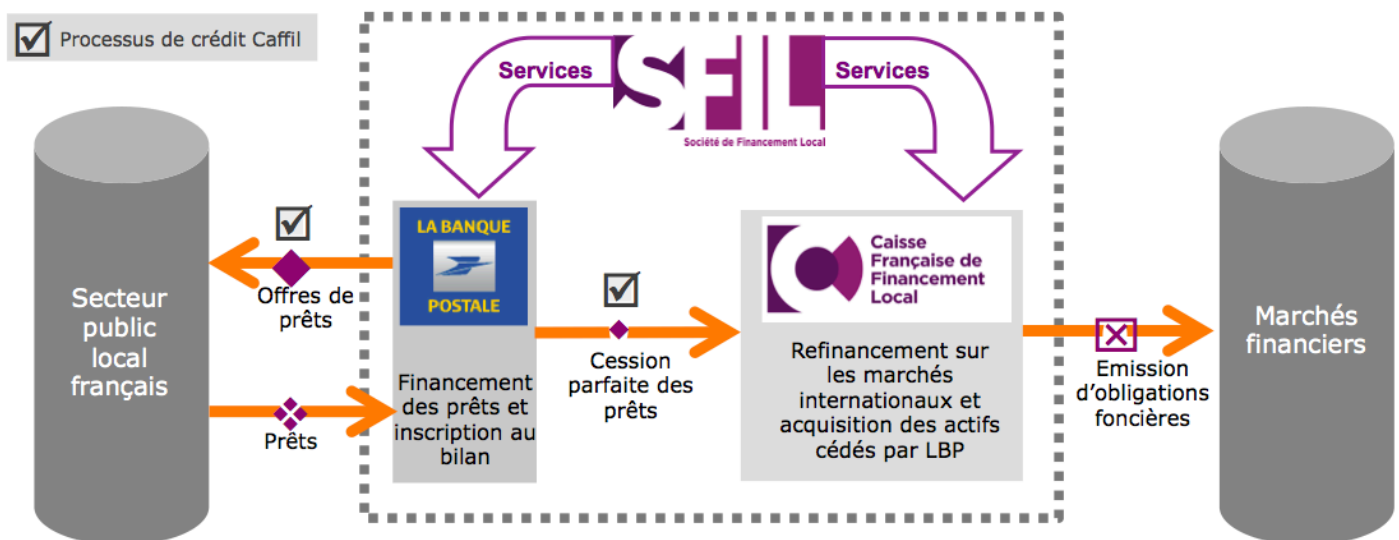 Processus de crédit Caffil
Services
SFIL
Services
Société de Financement Local
Secteur
public
local
français
Offres de
prêts
Prêts
LA BANQUE
POSTALE
Financement
des prêts et
inscription au
bilan
Cession
parfaite des
prêts
Caisse
Française de
Financement
Local
Refinancement sur
les marchés
internationaux et
acquisition des actifs
cédés par LBP
Emission
d’obligations
foncières
Marchés
financiers